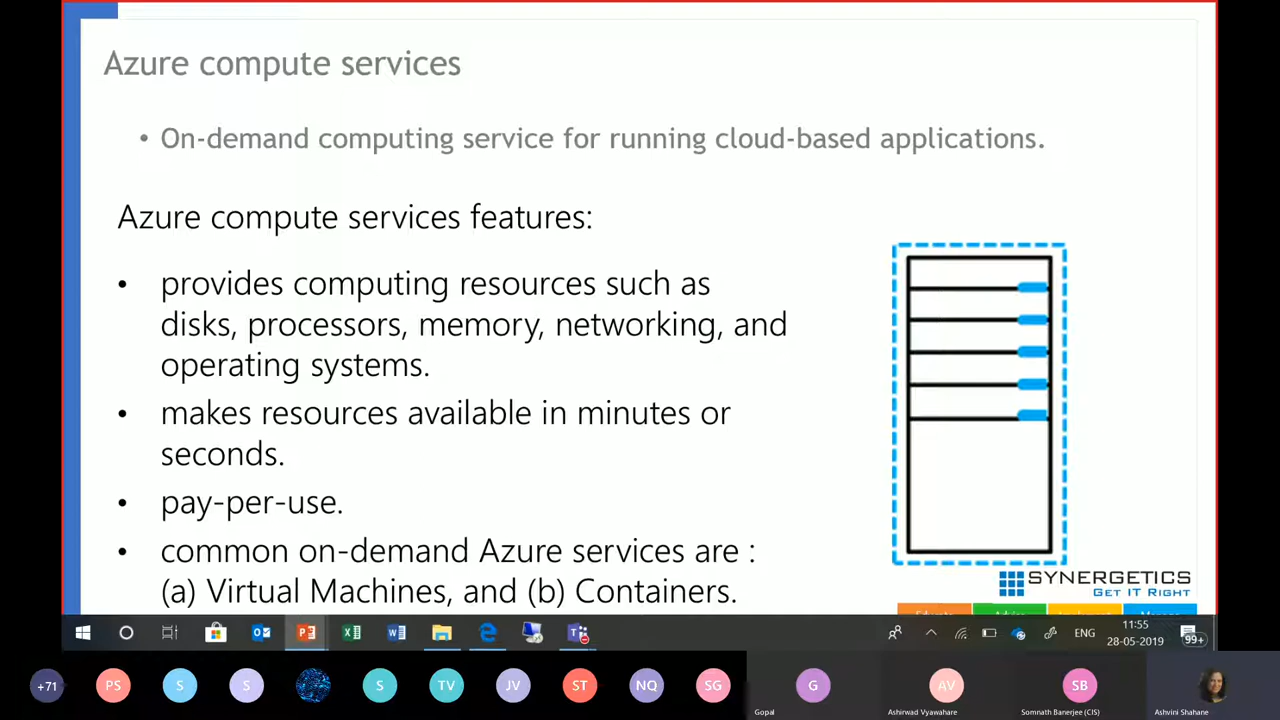 Azure compute services
• On-demand computing service for running cloud-based applications.
Azure compute services features:
• provides computing resources such as
disks, processors, memory, networking, and
operating systems.
• makes resources available in minutes or
seconds.
• pay-per-use.
• common on-demand Azure services are :
(a) Virtual Machines, and (b) Containers.
SYNERGETICS
GET IT RIGHT
ENG
11:55
28-05-2019
99+
+71
PS
S
S
S
TV
JV
ST
NQ
SG
G
AV
SB
Gopal
Ashirwad Vyawahare
Somnath Banerjee (CIS)
Ashvini Shahane